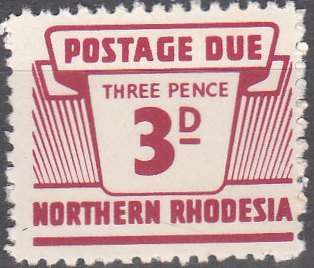 POSTAGE DUE
THREE PENCE
3D
NORTHERN RHODESIA